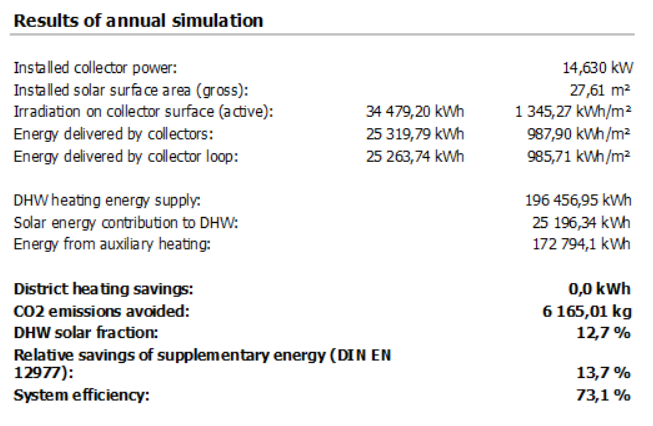 Results of annual simulation
Installed collector power: 14,630 kW
Installed solar surface area (gross): 27,61 m²
Irradiation on collector surface (active): 34 479,20 kWh 1 345,27 kWh/m²
Energy delivered by collectors: 25 319,79 kWh 987,90 kWh/m²
Energy delivered by collector loop: 25 263,74 kWh 985,71 kWh/m²
DHW heating energy supply: 196 456,95 kWh
Solar energy contribution to DHW: 25 196,34 kWh
Energy from auxiliary heating: 172 794,1 kWh
District heating savings: 0,0 kWh
CO2 emissions avoided: 6 165,01 kg
DHW solar fraction: 12,7 %
Relative savings of supplementary energy (DIN EN
12977): 13,7 %
System efficiency: 73,1 %